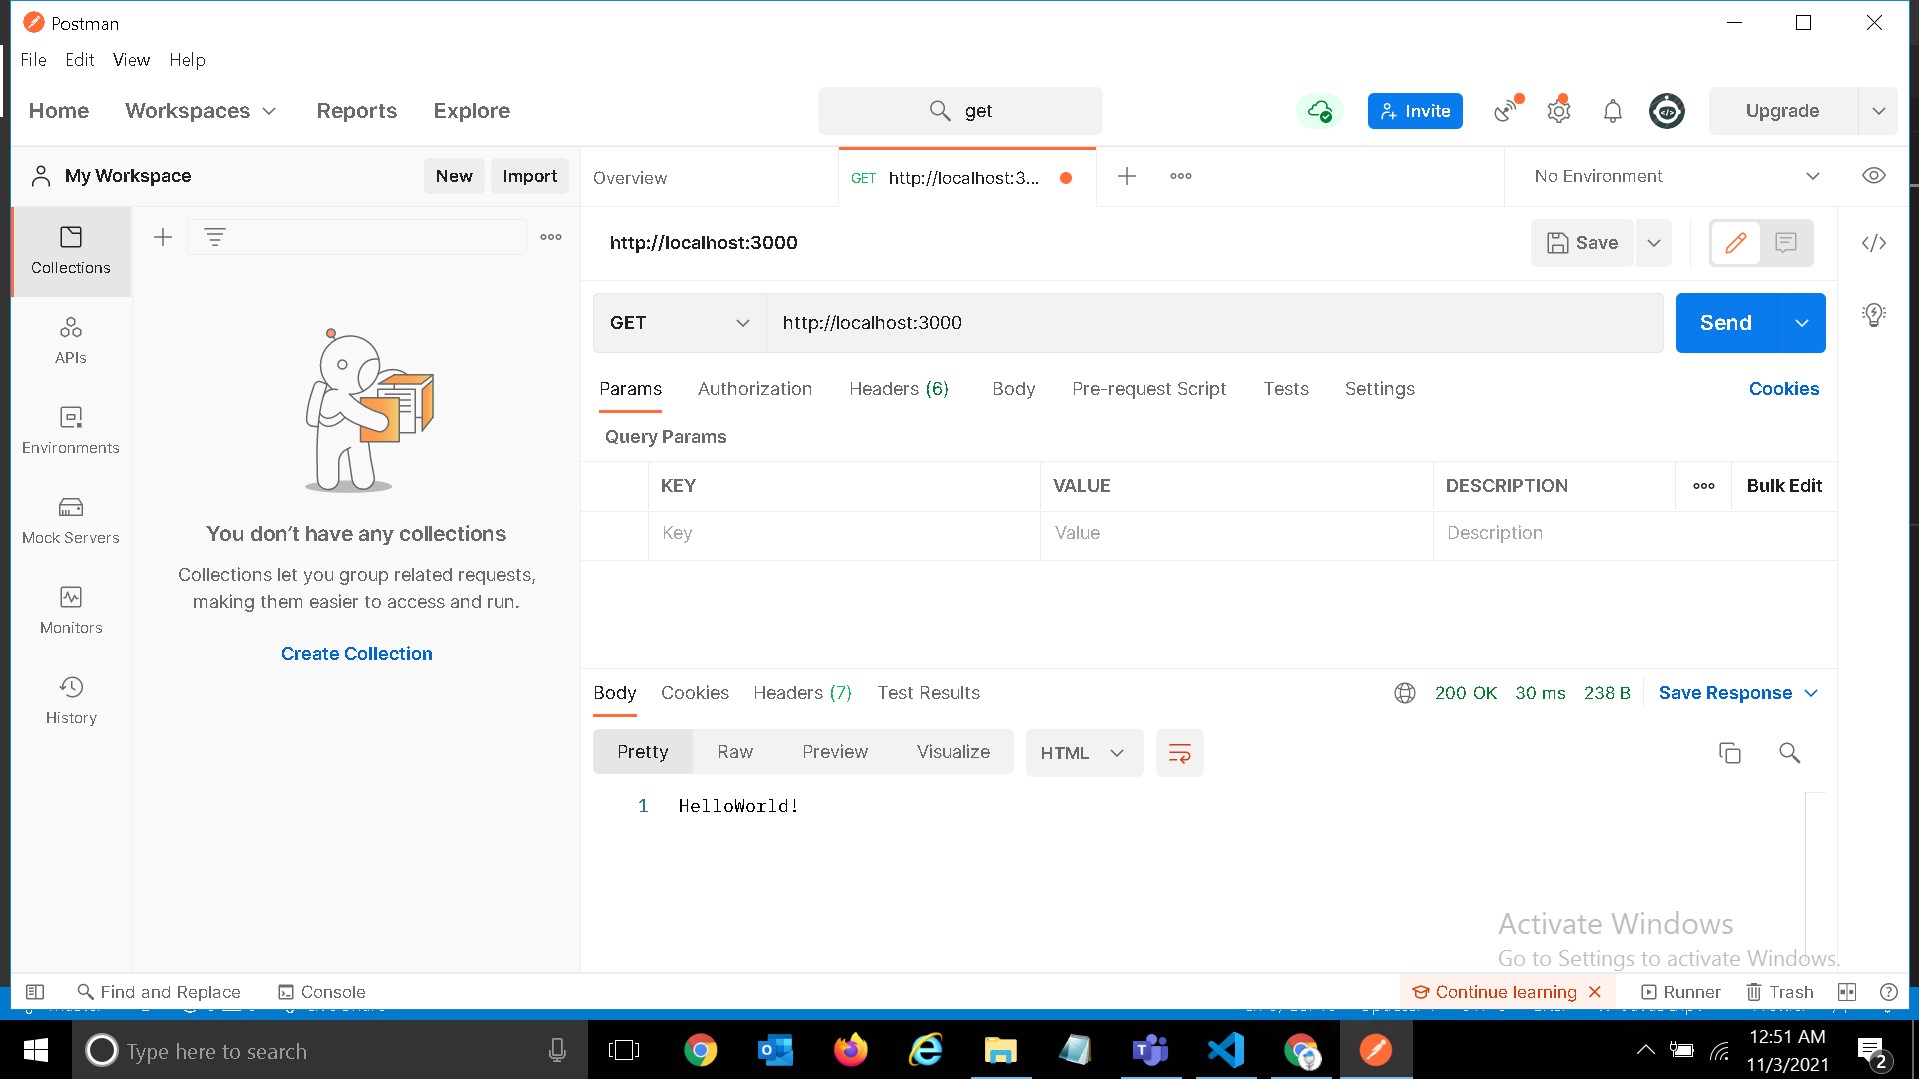 Postman
File Edit View Help
Home Workspaces Reports Explore get Invite Upgrade
My Workspace New Import Overview GET http://localhost:3... No Environment
Collections
APIs
Environments
Mock Servers
Monitors
History
You don't have any collections
Collections let you group related requests,
making them easier to access and run.
Create Collection
http://localhost:3000 Save
GET http://localhost:3000 Send
Params Authorization Headers (6) Body Pre-request Script Tests Settings Cookies
Query Params
KEY VALUE DESCRIPTION Bulk Edit
Key Value Description
Body Cookies Headers (7) Test Results 200 OK 30 ms 238 B Save Response
Pretty Raw Preview Visualize HTML
1 HelloWorld!
Activate Windows
Go to Settings to activate Windows.
Find and Replace Console Continue learning Runner Trash
Type here to search
12:51 AM
11/3/2021
2